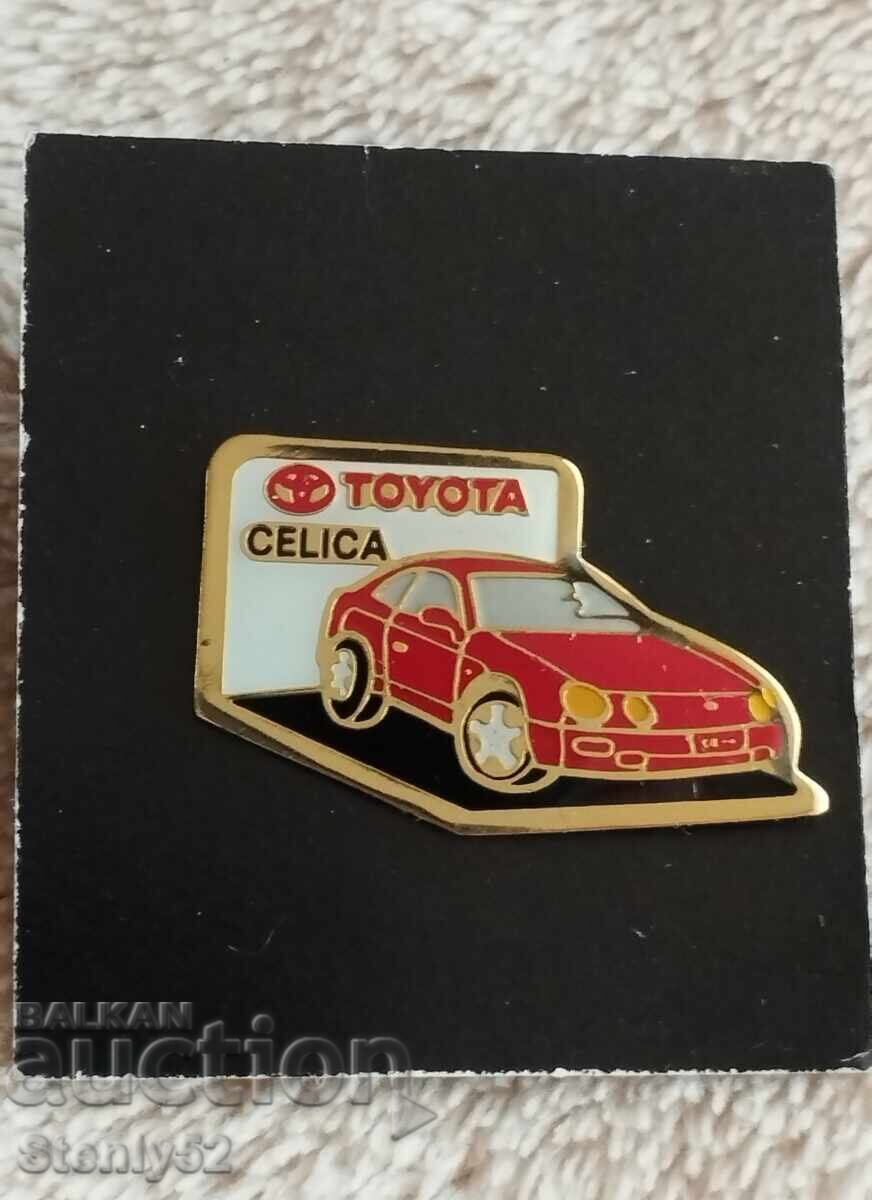 TOYOTA
CELICA
BALKAN
auction
Stenly52